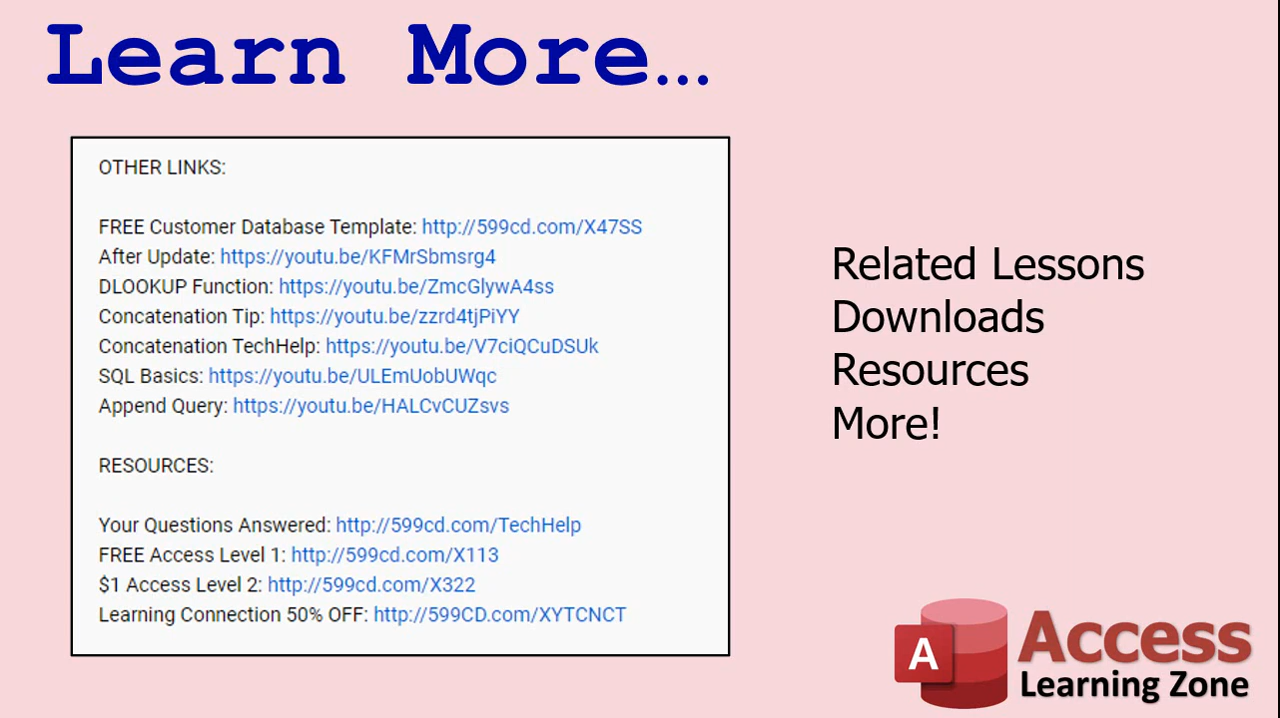 Learn More...
OTHER LINKS:
FREE Customer Database Template: http://599cd.com/X47SS
After Update: https://youtu.be/KFMrSbmsrg4
DLOOKUP Function: https://youtu.be/ZmcGlywA4ss
Concatenation Tip: https://youtu.be/zzrd4tjPiYY
Concatenation TechHelp: https://youtu.be/V7ciQCuDSUk
SQL Basics: https://youtu.be/ULEmUobUWqc
Append Query: https://youtu.be/HALCvCUZsvs
RESOURCES:
Your Questions Answered: http://599cd.com/TechHelp
FREE Access Level 1: http://599cd.com/X113
$1 Access Level 2: http://599cd.com/X322
Learning Connection 50% OFF: http://599CD.com/XYTCNCT
Related Lessons
Downloads
Resources
More!
A
Access
Learning Zone